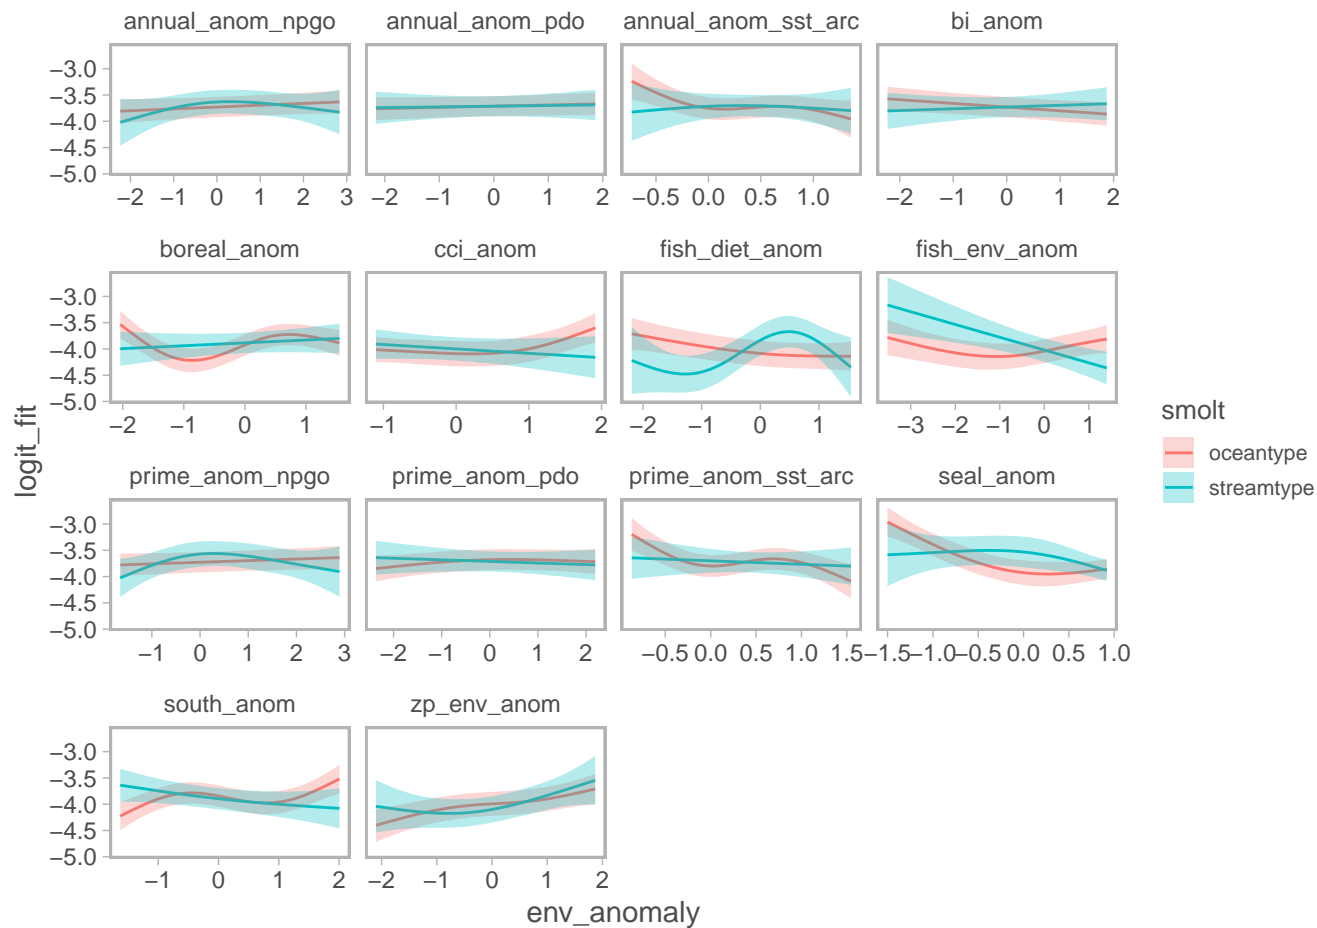 annual_anom_npgo annual_anom_pdo annual_anom_sst_arc bi_anom
−3.0
−3.5
−4.0
−4.5
−5.0
−2 −1 0 1 2 3 −2 −1 0 1 2 −0.5 0.0 0.5 1.0 −2 −1 0 1 2
boreal_anom cci_anom fish_diet_anom fish_env_anom
−3.0
−3.5
−4.0
−4.5
−5.0
−2 −1 0 1 −1 0 1 2 −2 −1 0 1 −3 −2 −1 0 1
prime_anom_npgo prime_anom_pdo prime_anom_sst_arc seal_anom
−3.0
−3.5
−4.0
−4.5
−5.0
−1 0 1 2 3 −2 −1 0 1 2 −0.5 0.0 0.5 1.0 1.5 −1.5 −1.0 −0.5 0.0 0.5 1.0
south_anom zp_env_anom
−3.0
−3.5
−4.0
−4.5
−5.0
−1 0 1 2 −2 −1 0 1 2
env_anomaly
logit_fit
smolt
oceantype
streamtype